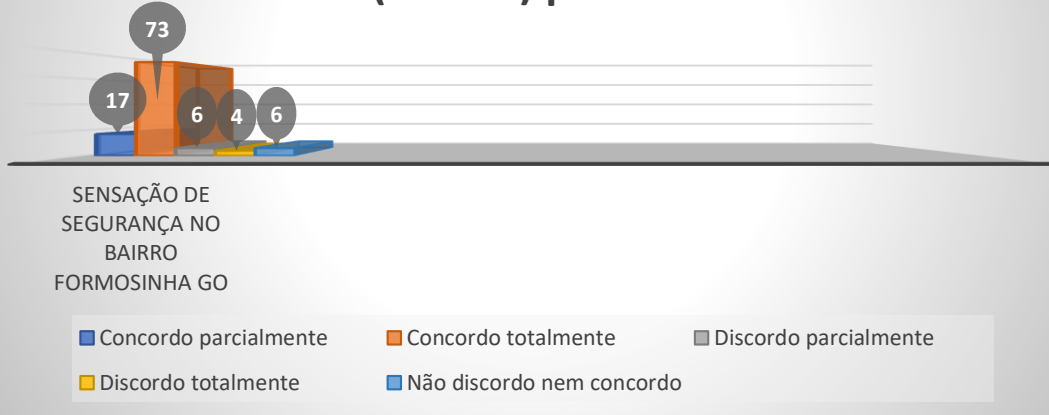 73
17
6
4
6
SENSAÇÃO DE
SEGURANÇA NO
BAIRRO
FORMOSINHA GO
Concordo parcialmente
Concordo totalmente
Discordo parcialmente
Discordo totalmente
Não discordo nem concordo